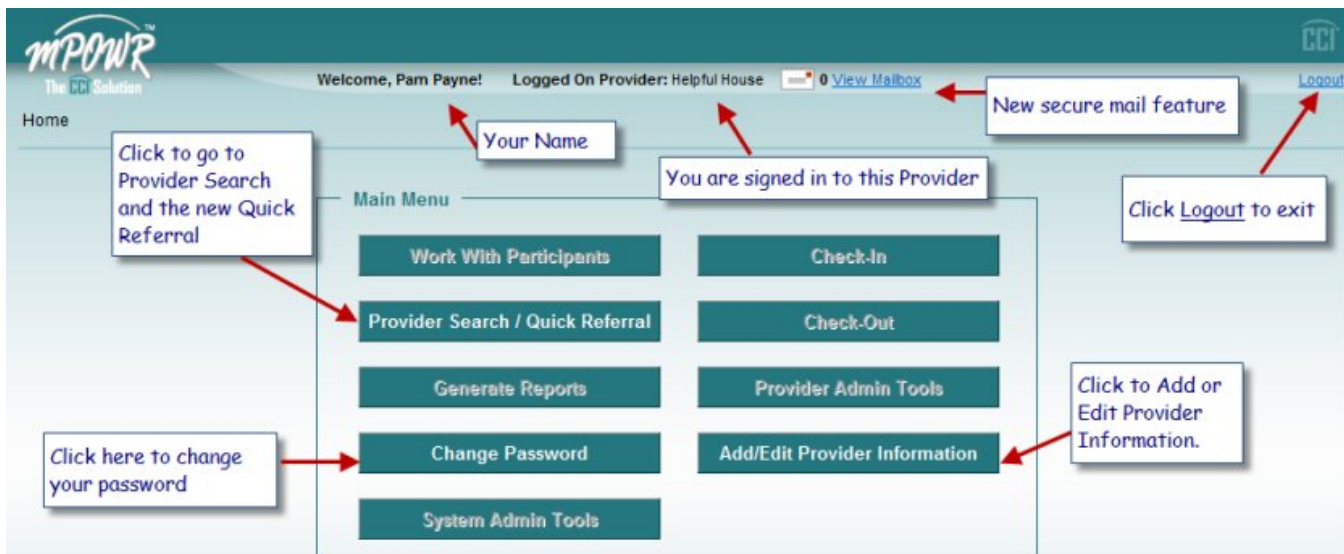 mPOWR™
The CCI Solution
CCI
Welcome, Pam Payne! Logged On Provider: Helpful House 0 View Mailbox
Logout
Home
Your Name
You are signed in to this Provider
New secure mail feature
Click Logout to exit
Click to go to
Provider Search
and the new Quick
Referral
Main Menu
Work With Participants
Check-In
Provider Search / Quick Referral
Check-Out
Generate Reports
Provider Admin Tools
Change Password
Add/Edit Provider Information
System Admin Tools
Click here to change
your password
Click to Add or
Edit Provider
Information.